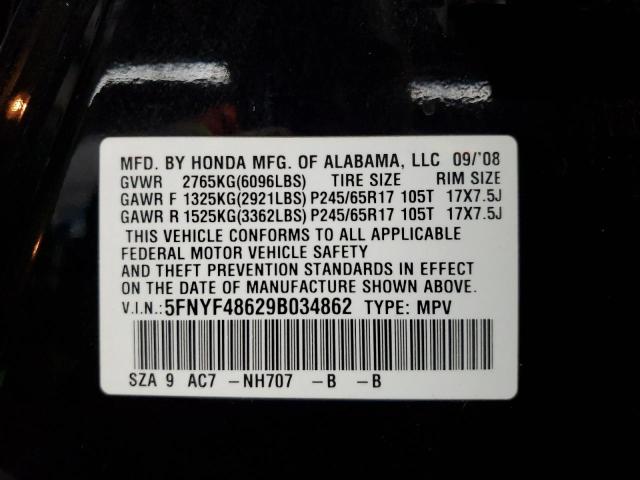 MFD. BY HONDA MFG. OF ALABAMA, LLC 09/'08
GVWR 2765KG(6096LBS) TIRE SIZE RIM SIZE
GAWR F 1325KG(2921LBS) P245/65R17 105T 17X7.5J
GAWR R 1525KG(3362LBS) P245/65R17 105T 17X7.5J
THIS VEHICLE CONFORMS TO ALL APPLICABLE
FEDERAL MOTOR VEHICLE SAFETY
AND THEFT PREVENTION STANDARDS IN EFFECT
ON THE DATE OF MANUFACTURE SHOWN ABOVE.
V.I.N.: 5FNYF48629B034862 TYPE: MPV
SZA 9 AC7 -NH707 -B -B